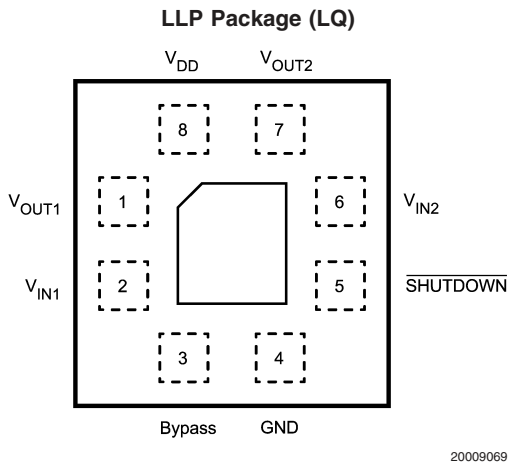 LLP Package (LQ)
VDD VOUT2
8 7
VOUT1 1 6 VIN2
VIN1 2 5 SHUTDOWN
3 4
Bypass GND
20009069